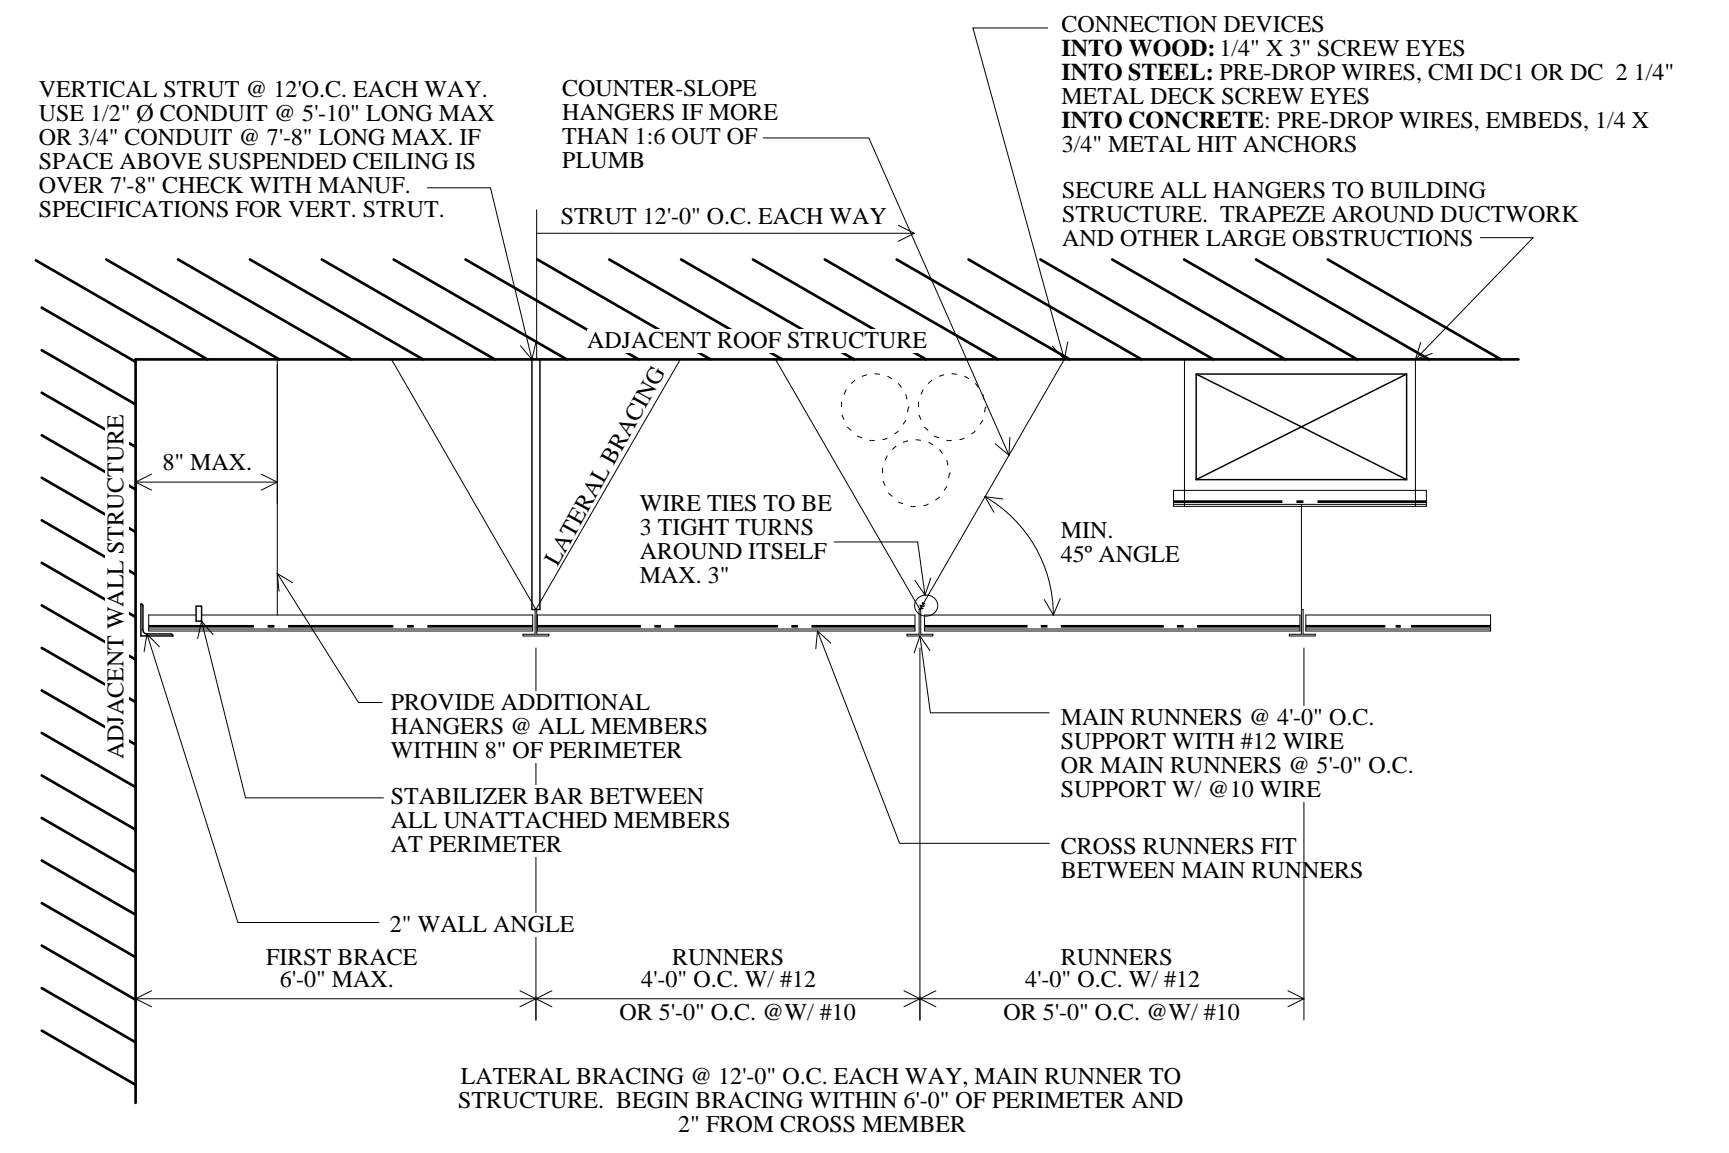 VERTICAL STRUT @ 12'O.C. EACH WAY.
USE 1/2" Ø CONDUIT @ 5'-10" LONG MAX
OR 3/4" CONDUIT @ 7'-8" LONG MAX. IF
SPACE ABOVE SUSPENDED CEILING IS
OVER 7'-8" CHECK WITH MANUF.
SPECIFICATIONS FOR VERT. STRUT.
COUNTER-SLOPE
HANGERS IF MORE
THAN 1:6 OUT OF
PLUMB
STRUT 12'-0" O.C. EACH WAY
CONNECTION DEVICES
INTO WOOD: 1/4" X 3" SCREW EYES
INTO STEEL: PRE-DROP WIRES, CMI DC1 OR DC 2 1/4"
METAL DECK SCREW EYES
INTO CONCRETE: PRE-DROP WIRES, EMBEDS, 1/4 X
3/4" METAL HIT ANCHORS
SECURE ALL HANGERS TO BUILDING
STRUCTURE. TRAPEZE AROUND DUCTWORK
AND OTHER LARGE OBSTRUCTIONS
ADJACENT ROOF STRUCTURE
ADJACENT WALL STRUCTURE
8" MAX.
LATERAL BRACING
WIRE TIES TO BE
3 TIGHT TURNS
AROUND ITSELF
MAX. 3"
MIN.
45º ANGLE
PROVIDE ADDITIONAL
HANGERS @ ALL MEMBERS
WITHIN 8" OF PERIMETER
STABILIZER BAR BETWEEN
ALL UNATTACHED MEMBERS
AT PERIMETER
2" WALL ANGLE
MAIN RUNNERS @ 4'-0" O.C.
SUPPORT WITH #12 WIRE
OR MAIN RUNNERS @ 5'-0" O.C.
SUPPORT W/ @10 WIRE
CROSS RUNNERS FIT
BETWEEN MAIN RUNNERS
FIRST BRACE
6'-0" MAX.
RUNNERS
4'-0" O.C. W/ #12
OR 5'-0" O.C. @W/ #10
RUNNERS
4'-0" O.C. W/ #12
OR 5'-0" O.C. @W/ #10
LATERAL BRACING @ 12'-0" O.C. EACH WAY, MAIN RUNNER TO
STRUCTURE. BEGIN BRACING WITHIN 6'-0" OF PERIMETER AND
2" FROM CROSS MEMBER